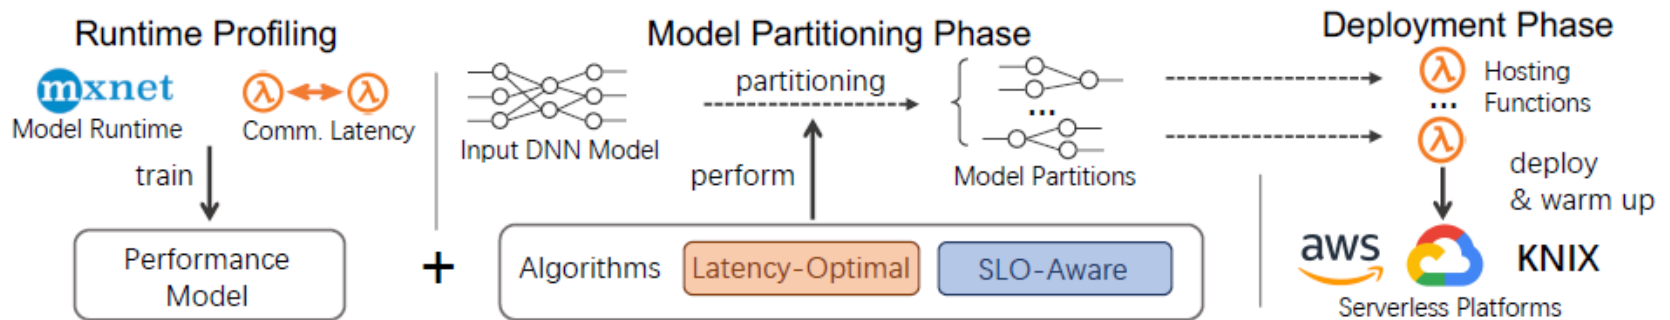 Runtime Profiling
mxnet
Model Runtime
λ
λ
Comm. Latency
train
Performance
Model
+
Model Partitioning Phase
Input DNN Model
partitioning
perform
...
Model Partitions
Algorithms
Latency-Optimal
SLO-Aware
Deployment Phase
λ
Hosting
Functions
...
λ
deploy
& warm up
aws
KNIX
Serverless Platforms